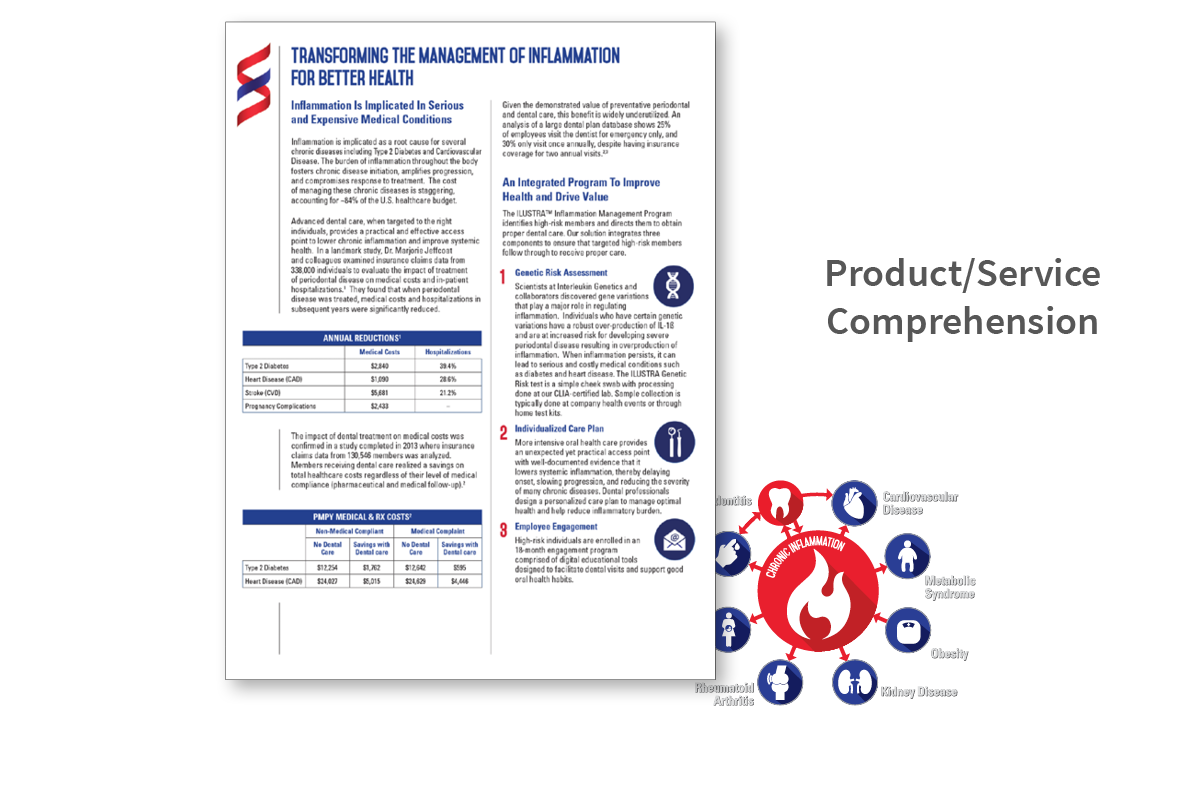 TRANSFORMING THE MANAGEMENT OF INFLAMMATION
FOR BETTER HEALTH
Inflammation Is Implicated In Serious
and Expensive Medical Conditions
Inflammation is implicated as a root cause for several
chronic diseases including Type 2 Diabetes and Cardiovascular
Disease. The burden of inflammation throughout the body
fosters chronic disease initiation, amplifies progression,
and compromises response to treatment. The cost
of managing these chronic diseases is staggering,
accounting for ~84% of the U.S. healthcare budget.
Advanced dental care, when targeted to the right
individuals, provides a practical and effective access
point to lower chronic inflammation and improve systemic
health. In a landmark study, Dr. Marjorie Jeffcoat
and colleagues examined insurance claims data from
338,000 individuals to evaluate the impact of treatment
of periodontal disease on medical costs and in-patient
hospitalizations.¹ They found that when periodontal
disease was treated, medical costs and hospitalizations in
subsequent years were significantly reduced.
ANNUAL REDUCTIONS¹
Medical Costs Hospitalizations
Type 2 Diabetes $2,840 39.4%
Heart Disease (CAD) $1,090 28.6%
Stroke (CVD) $5,681 21.2%
Pregnancy Complications $2,433 –
The impact of dental treatment on medical costs was
confirmed in a study completed in 2013 where insurance
claims data from 130,546 members was analyzed.
Members receiving dental care realized a savings on
total healthcare costs regardless of their level of medical
compliance (pharmaceutical and medical follow-up).²
PMPY MEDICAL & RX COSTS²
Non-Medical Compliant Medical Complaint
No Dental Savings with No Dental Savings with
Care Dental care Care Dental care
Type 2 Diabetes $12,254 $1,762 $12,642 $595
Heart Disease (CAD) $24,027 $5,015 $24,629 $4,446
Given the demonstrated value of preventative periodontal
and dental care, this benefit is widely underutilized. An
analysis of a large dental plan database shows 25%
of employees visit the dentist for emergency only, and
30% only visit once annually, despite having insurance
coverage for two annual visits.
An Integrated Program To Improve
Health and Drive Value
The ILUSTRA™ Inflammation Management Program
identifies high-risk members and directs them to obtain
proper dental care. Our solution integrates three
components to ensure that targeted high-risk members
follow through to receive proper care.
1 Genetic Risk Assessment
Scientists at Interleukin Genetics and
collaborators discovered gene variations
that play a major role in regulating
inflammation. Individuals who have certain genetic
variations have a robust over-production of IL-1ß
and are at increased risk for developing severe
periodontal disease resulting in overproduction of
inflammation. When inflammation persists, it can
lead to serious and costly medical conditions such
as diabetes and heart disease. The ILUSTRA Genetic
Risk test is a simple cheek swab with processing
done at our CLIA-certified lab. Sample collection is
typically done at company health events or through
home test kits.
2 Individualized Care Plan
More intensive oral health care provides
an unexpected yet practical access point
with well-documented evidence that it
lowers systemic inflammation, thereby delaying
onset, slowing progression, and reducing the severity
of many chronic diseases. Dental professionals
design a personalized care plan to manage optimal
health and help reduce inflammatory burden.
3 Employee Engagement
High-risk individuals are enrolled in an
18-month engagement program
comprised of digital educational tools
designed to facilitate dental visits and support good
oral health habits.
Product/Service
Comprehension
CHRONIC INFLAMMATION
Cardiovascular
Disease
Metabolic
Syndrome
Obesity
Kidney Disease
Rheumatoid
Arthritis